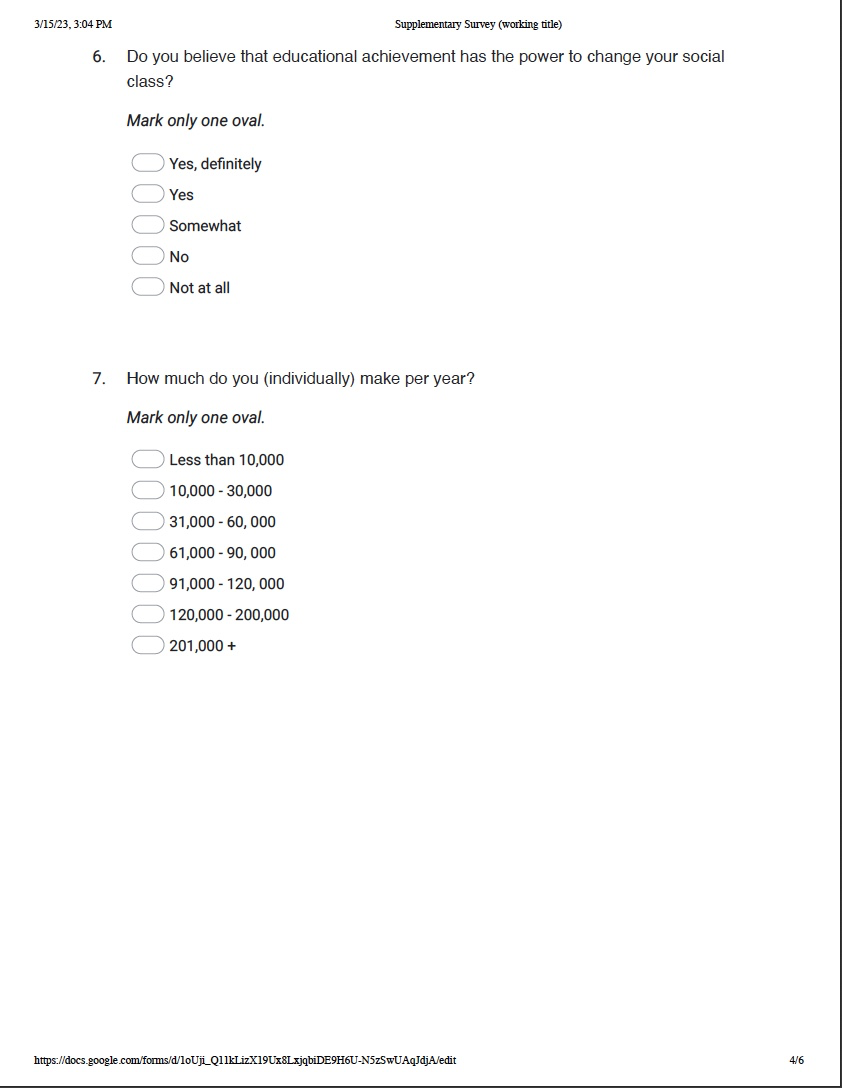 3/15/23, 3:04 PM Supplementary Survey (working title)
6. Do you believe that educational achievement has the power to change your social
class?
Mark only one oval.
Yes, definitely
Yes
Somewhat
No
Not at all
7. How much do you (individually) make per year?
Mark only one oval.
Less than 10,000
10,000 - 30,000
31,000 - 60, 000
61,000 - 90, 000
91,000 - 120, 000
120,000 - 200,000
201,000 +
https://docs.google.com/forms/d/1oUji_Q11kLizX19Ux8LxjqbiDE9H6U-N5zSwUAqJdjA/edit 4/6